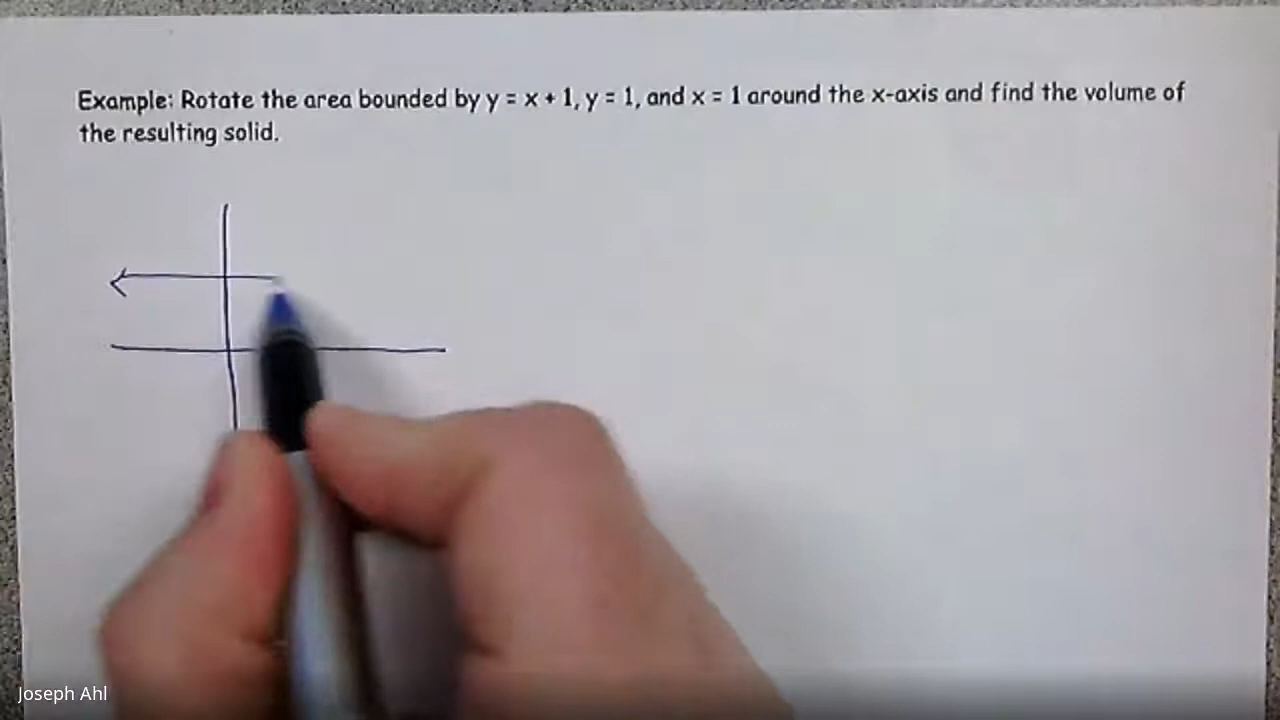 Example: Rotate the area bounded by y = x + 1, y = 1, and x = 1 around the x-axis and find the volume of
the resulting solid.
Joseph Ahl